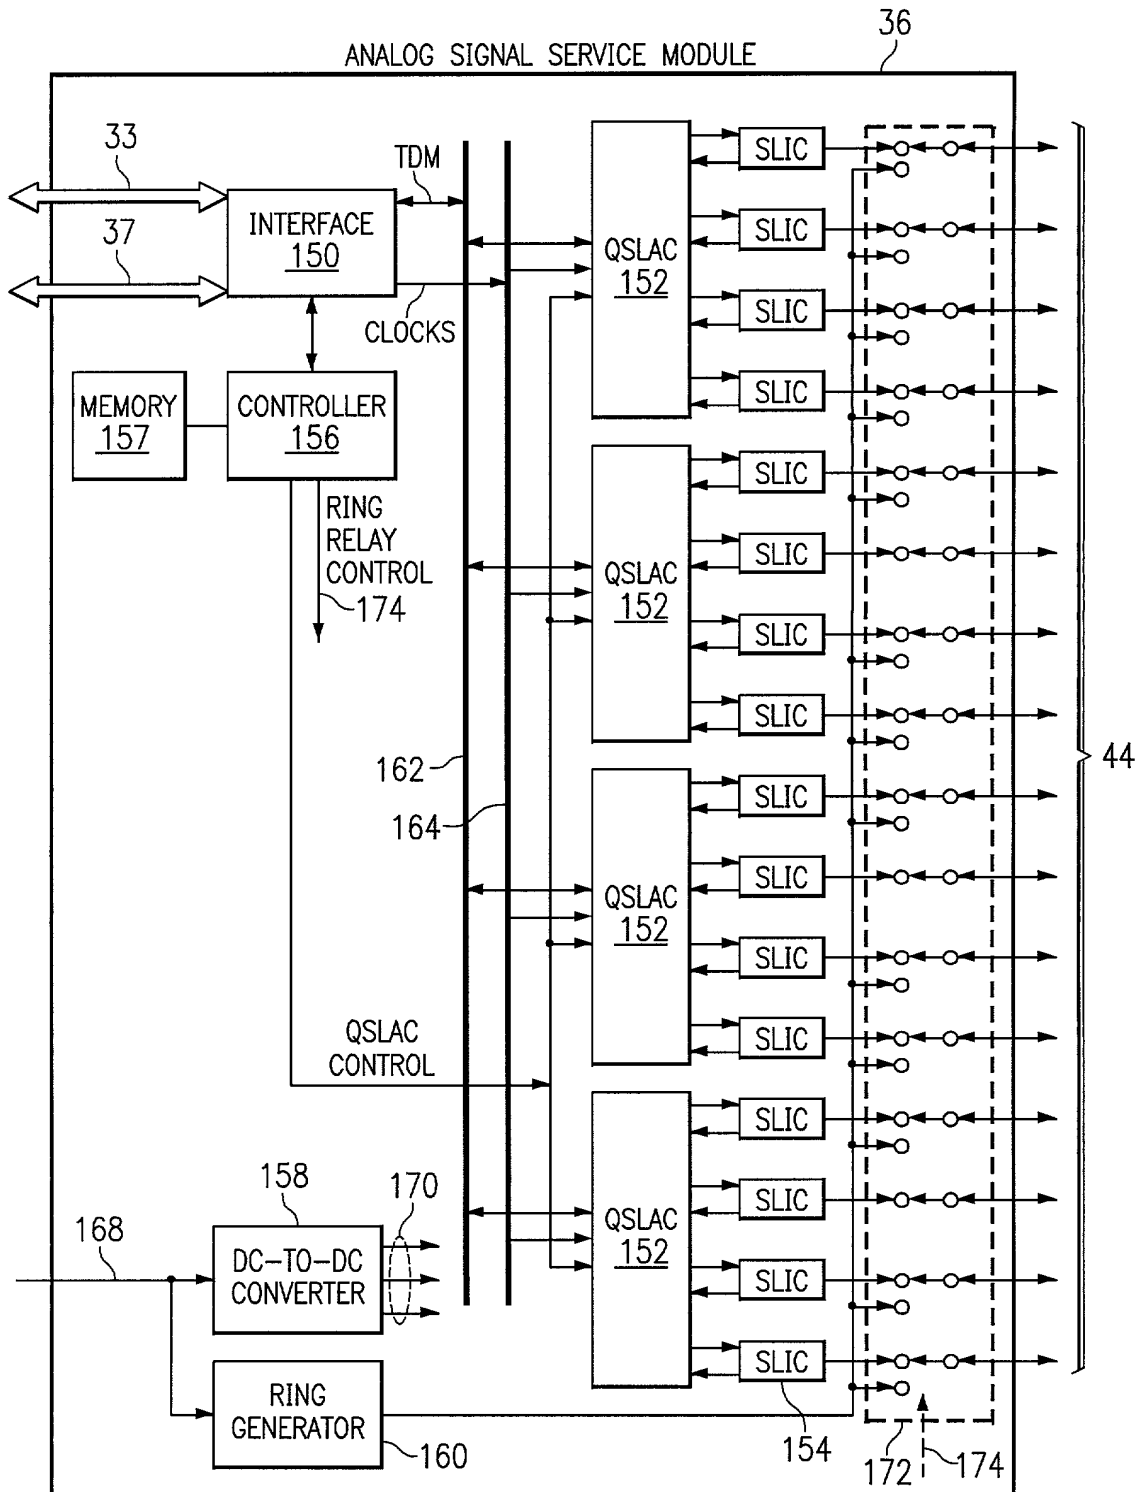 36
ANALOG SIGNAL SERVICE MODULE
33
TDM
37
INTERFACE
150
CLOCKS
MEMORY
157
CONTROLLER
156
RING
RELAY
CONTROL
174
162
164
QSLAC
CONTROL
158
170
168
DC-TO-DC
CONVERTER
RING
GENERATOR
160
QSLAC
152
SLIC
SLIC
SLIC
SLIC
QSLAC
152
SLIC
SLIC
SLIC
SLIC
QSLAC
152
SLIC
SLIC
SLIC
SLIC
QSLAC
152
SLIC
SLIC
SLIC
SLIC
154
172
174
44